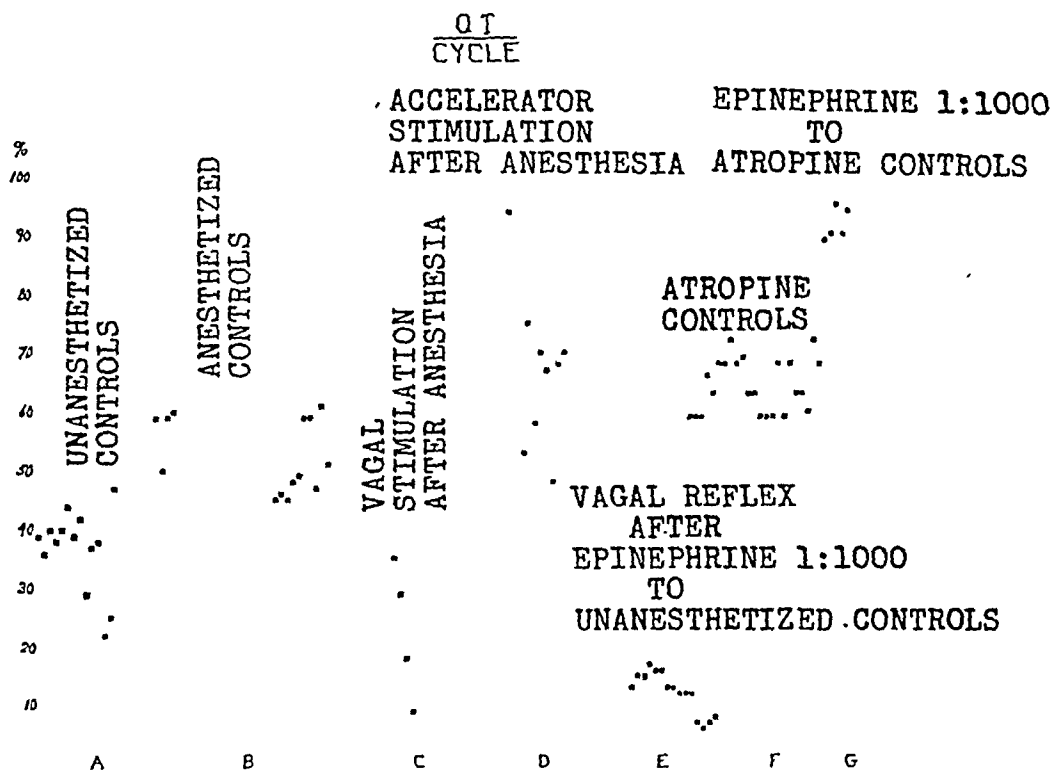 QT
CYCLE
ACCELERATOR
STIMULATION
AFTER ANESTHESIA
EPINEPHRINE 1:1000
TO
ATROPINE CONTROLS
%
100
90
80
70
60
50
40
30
20
10
UNANESTHETIZED
CONTROLS
ANESTHETIZED
CONTROLS
VAGAL
STIMULATION
AFTER ANESTHESIA
ATROPINE
CONTROLS
VAGAL REFLEX
AFTER
EPINEPHRINE 1:1000
TO
UNANESTHETIZED CONTROLS
A B C D E F G